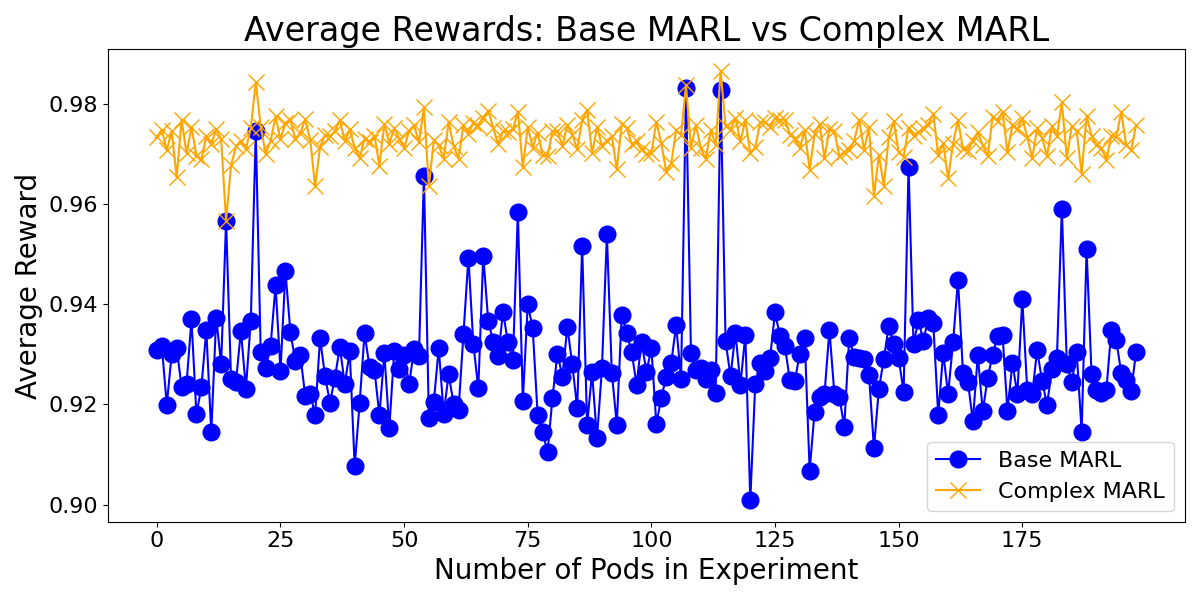 Average Rewards: Base MARL vs Complex MARL
Average Reward
0.98
0.96
0.94
0.92
0.90
0 25 50 75 100 125 150 175
Number of Pods in Experiment
Base MARL
Complex MARL